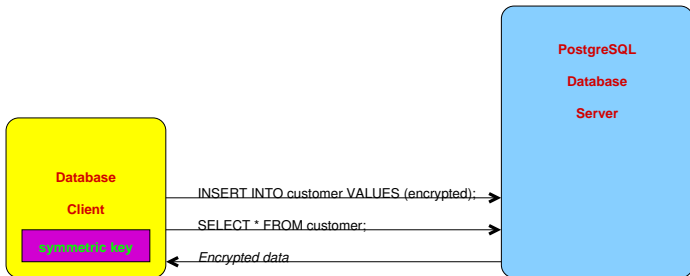 PostgreSQL
Database
Server
Database
Client
symmetric key
INSERT INTO customer VALUES (encrypted);
SELECT * FROM customer;
Encrypted data